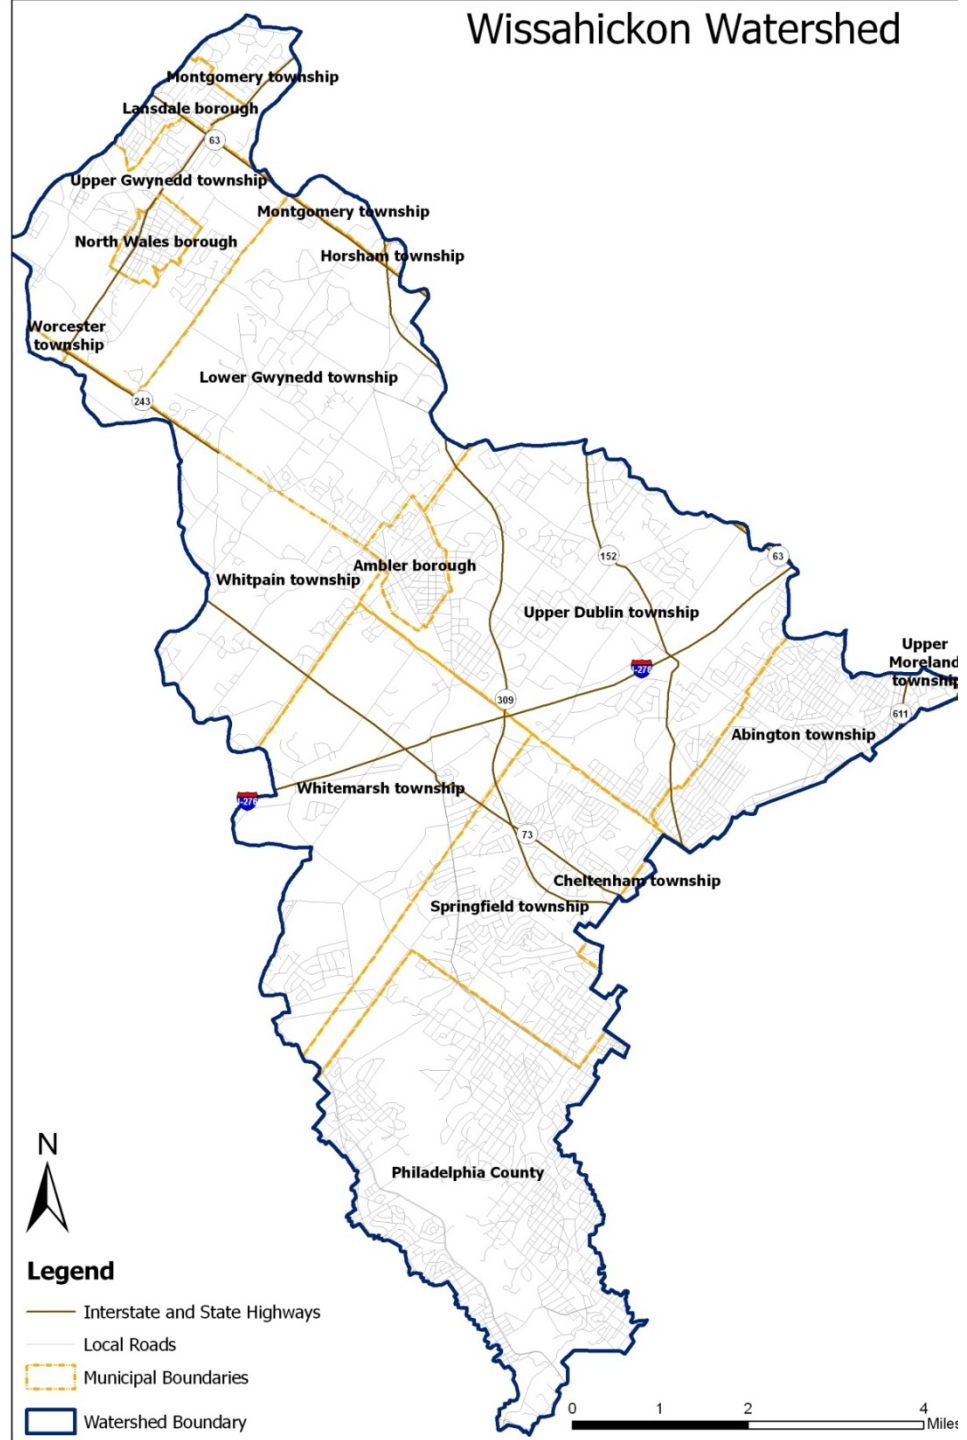 Wissahickon Watershed
Montgomery township
Lansdale borough
63
Upper Gwynedd township
Montgomery township
North Wales borough
Horsham township
Worcester
township
Lower Gwynedd township
243
152
63
Ambler borough
Whitpain township
Upper Dublin township
Upper
Moreland
township
I-276
309
611
Abington township
Whitemarsh township
I-276
73
Cheltenham township
Springfield township
Philadelphia County
N
Legend
Interstate and State Highways
Local Roads
Municipal Boundaries
Watershed Boundary
0 1 2 4
Miles